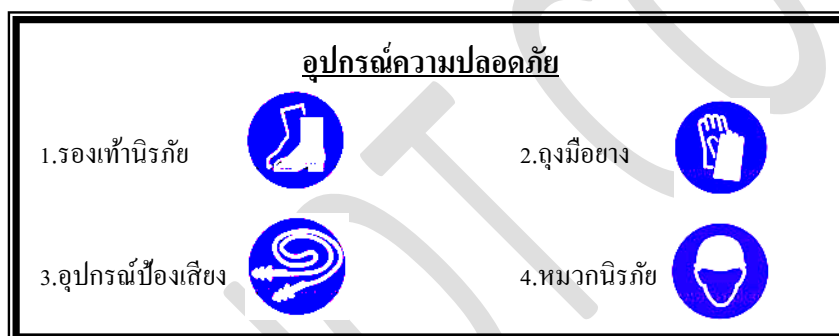 อุปกรณ์ความปลอดภัย
1.รองเท้านิรภัย 2.ถุงมือยาง
3.อุปกรณ์ป้องเสียง 4.หมวกนิรภัย